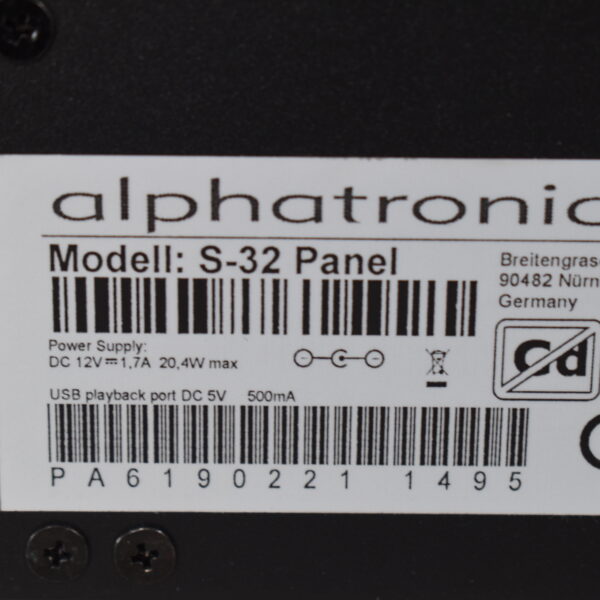 alphatronic
Modell: S-32 Panel
Breitengras
90482 Nürn
Germany
Power Supply:
DC 12V⎓1,7A 20,4W max
Cd
USB playback port DC 5V 500mA
PA6190221 1495